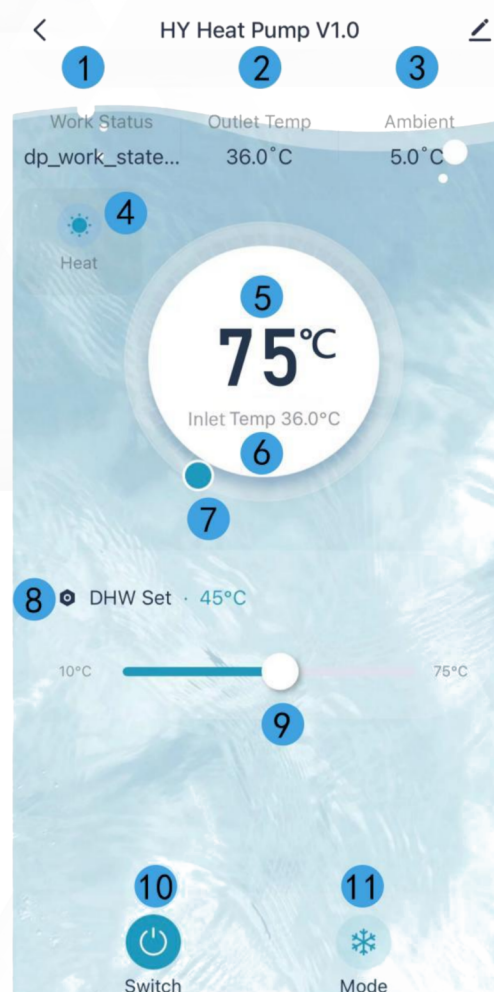 HY Heat Pump V1.0
1 2 3
Work Status Outlet Temp Ambient
dp_work_state... 36.0°C 5.0°C
4
Heat
5
75°C
Inlet Temp 36.0°C
6
7
8 DHW Set · 45°C
10°C 75°C
9
10 11
Switch Mode